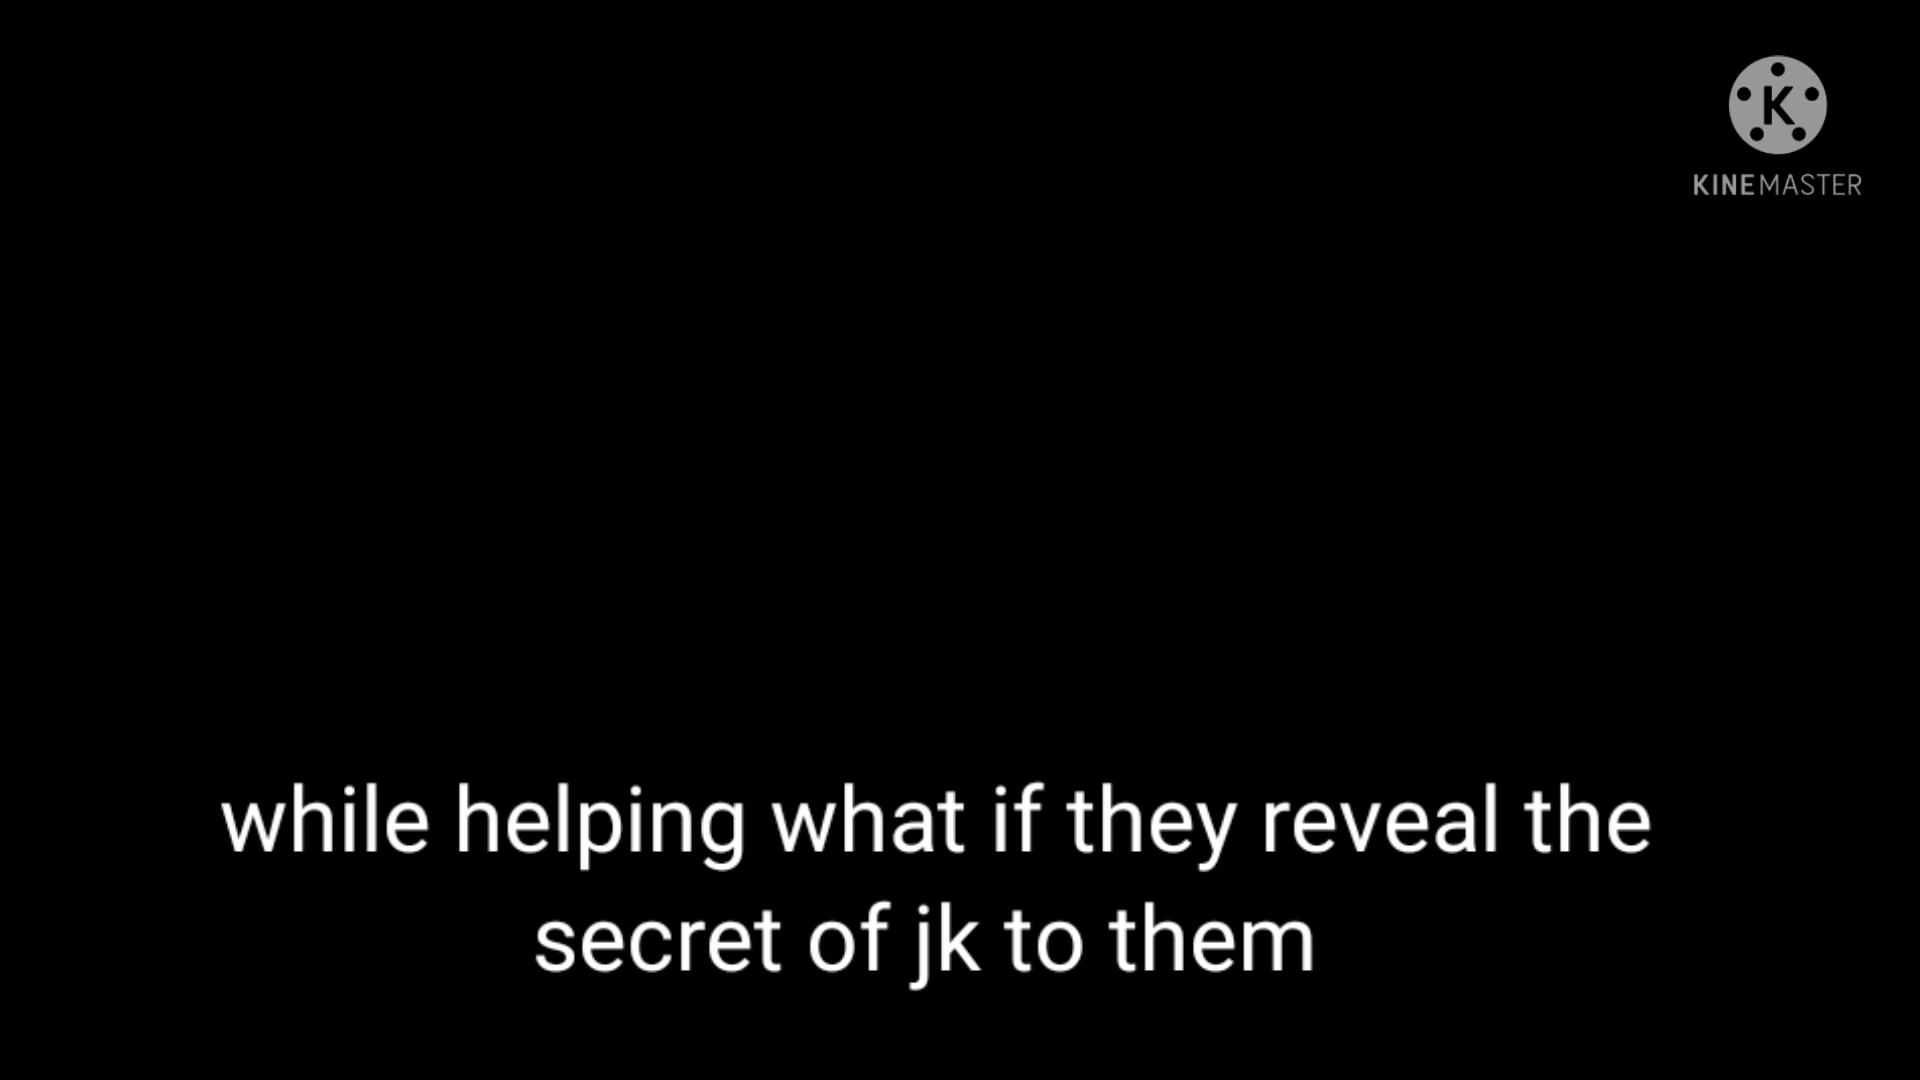 K
KINEMASTER
while helping what if they reveal the
secret of jk to them